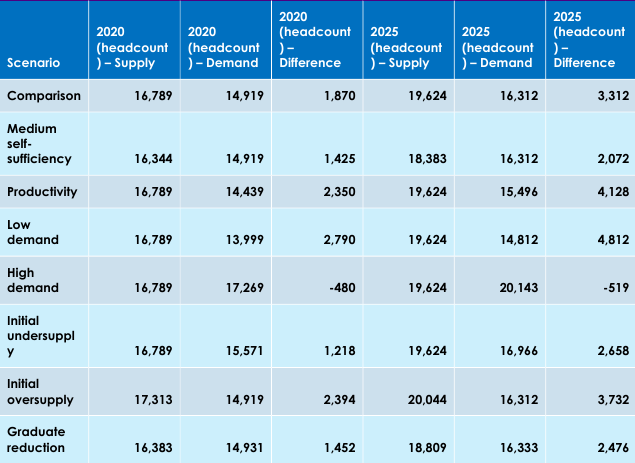 Scenario | 2020 (headcount) – Supply | 2020 (headcount) – Demand | 2020 (headcount) – Difference | 2025 (headcount) – Supply | 2025 (headcount) – Demand | 2025 (headcount) – Difference
Comparison | 16,789 | 14,919 | 1,870 | 19,624 | 16,312 | 3,312
Medium self-sufficiency | 16,344 | 14,919 | 1,425 | 18,383 | 16,312 | 2,072
Productivity | 16,789 | 14,439 | 2,350 | 19,624 | 15,496 | 4,128
Low demand | 16,789 | 13,999 | 2,790 | 19,624 | 14,812 | 4,812
High demand | 16,789 | 17,269 | -480 | 19,624 | 20,143 | -519
Initial undersupply | 16,789 | 15,571 | 1,218 | 19,624 | 16,966 | 2,658
Initial oversupply | 17,313 | 14,919 | 2,394 | 20,044 | 16,312 | 3,732
Graduate reduction | 16,383 | 14,931 | 1,452 | 18,809 | 16,333 | 2,476